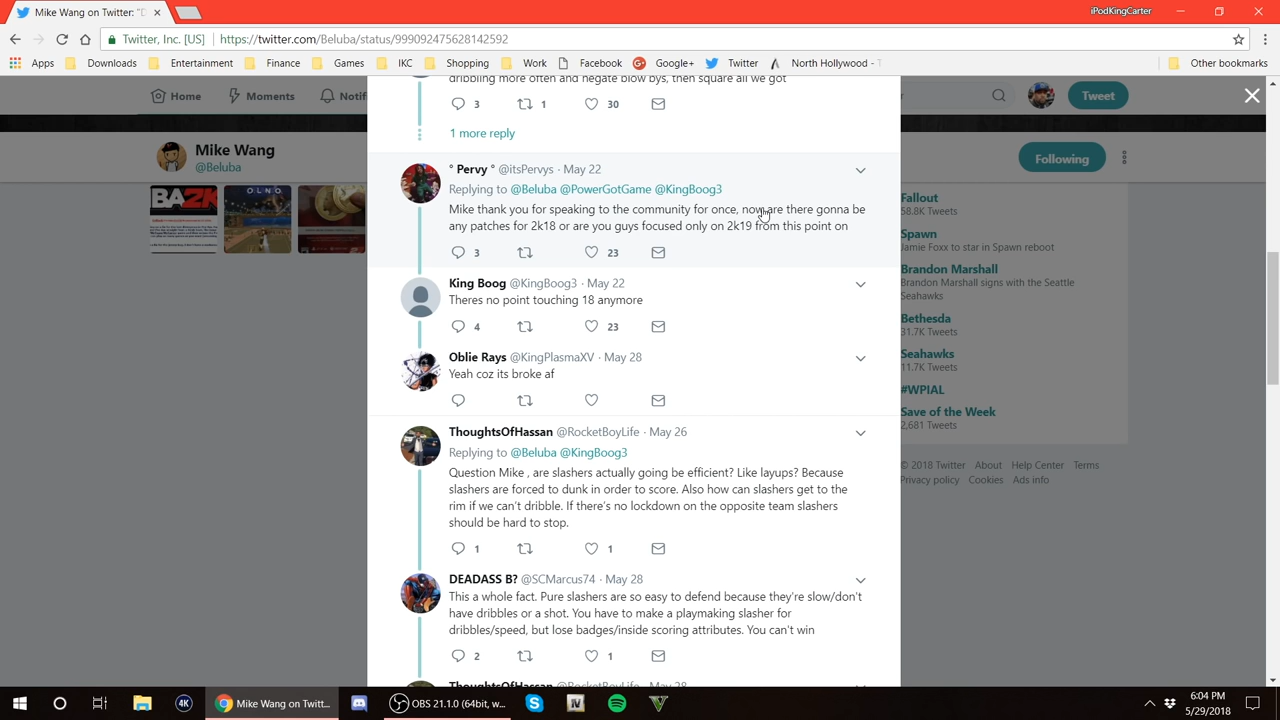 Mike Wang on Twitter: "D
iPodKingCarter
Twitter, Inc. [US]
https://twitter.com/Beluba/status/999092475628142592
Apps
Downloads
Entertainment
Finance
Games
IKC
Shopping
Work
Facebook
Google+
Twitter
North Hollywood -
Other bookmarks
Home
Moments
Notif
Tweet
Mike Wang
@Beluba
Following
dribbling more often and negate blow bys, then square all we got
3 1 30
1 more reply
° Pervy ° @itsPervys · May 22
Replying to @Beluba @PowerGotGame @KingBoog3
Mike thank you for speaking to the community for once, now are there gonna be
any patches for 2k18 or are you guys focused only on 2k19 from this point on
3 23
King Boog @KingBoog3 · May 22
Theres no point touching 18 anymore
4 23
Oblie Rays @KingPlasmaXV · May 28
Yeah coz its broke af
ThoughtsOfHassan @RocketBoyLife · May 26
Replying to @Beluba @KingBoog3
Question Mike , are slashers actually going be efficient? Like layups? Because
slashers are forced to dunk in order to score. Also how can slashers get to the
rim if we can't dribble. If there's no lockdown on the opposite team slashers
should be hard to stop.
1 1
DEADASS B? @SCMarcus74 · May 28
This a whole fact. Pure slashers are so easy to defend because they're slow/don't
have dribbles or a shot. You have to make a playmaking slasher for
dribbles/speed, but lose badges/inside scoring attributes. You can't win
2 1
ThoughtsOfHassan @RocketBoyLife · May 28
Fallout
58.8K Tweets
Spawn
Jamie Foxx to star in Spawn reboot
Brandon Marshall
Brandon Marshall signs with the Seattle
Seahawks
Bethesda
31.7K Tweets
Seahawks
11.7K Tweets
#WPIAL
Save of the Week
2,681 Tweets
© 2018 Twitter About Help Center Terms
Privacy policy Cookies Ads info
4K
Mike Wang on Twitt...
OBS 21.1.0 (64bit, w...
6:04 PM
5/29/2018